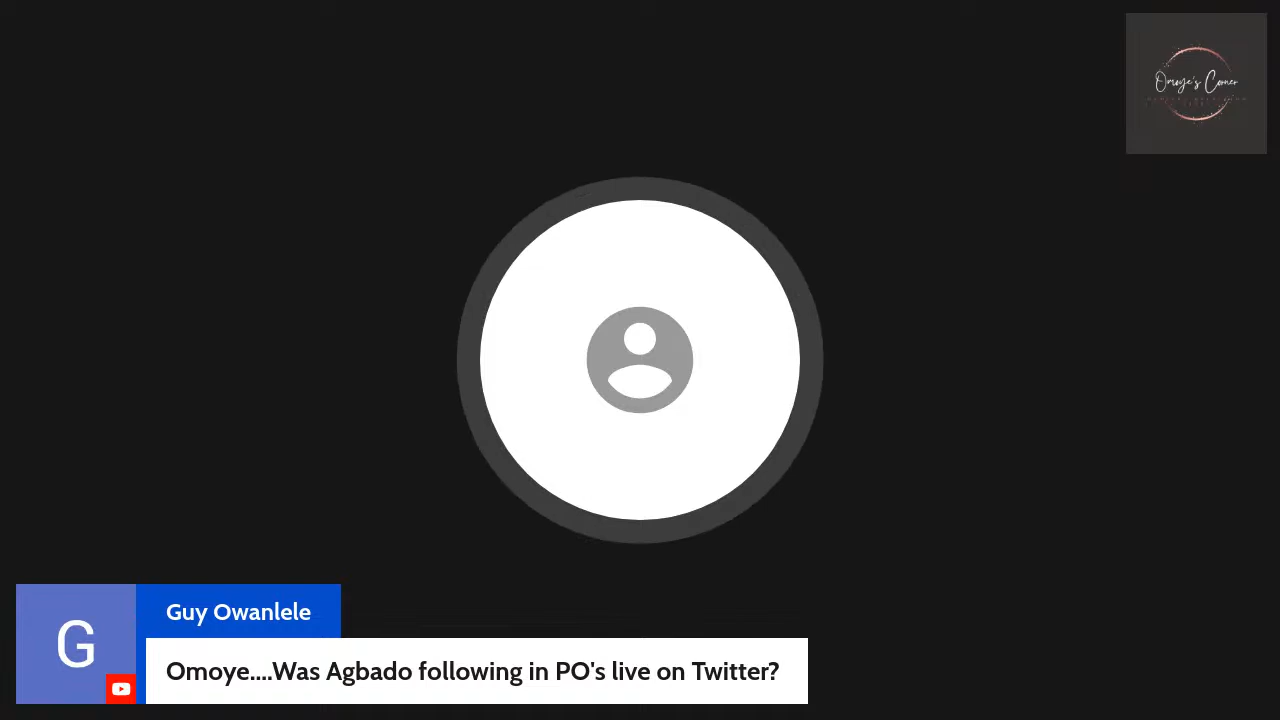 Omoye's Corner
G
Guy Owanlele
Omoye....Was Agbado following in PO's live on Twitter?